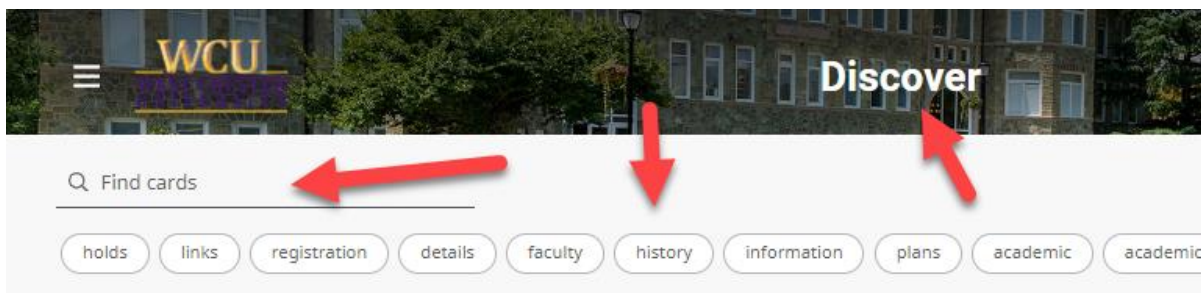 WCU
Discover
Find cards
holds links registration details faculty history information plans academic academic